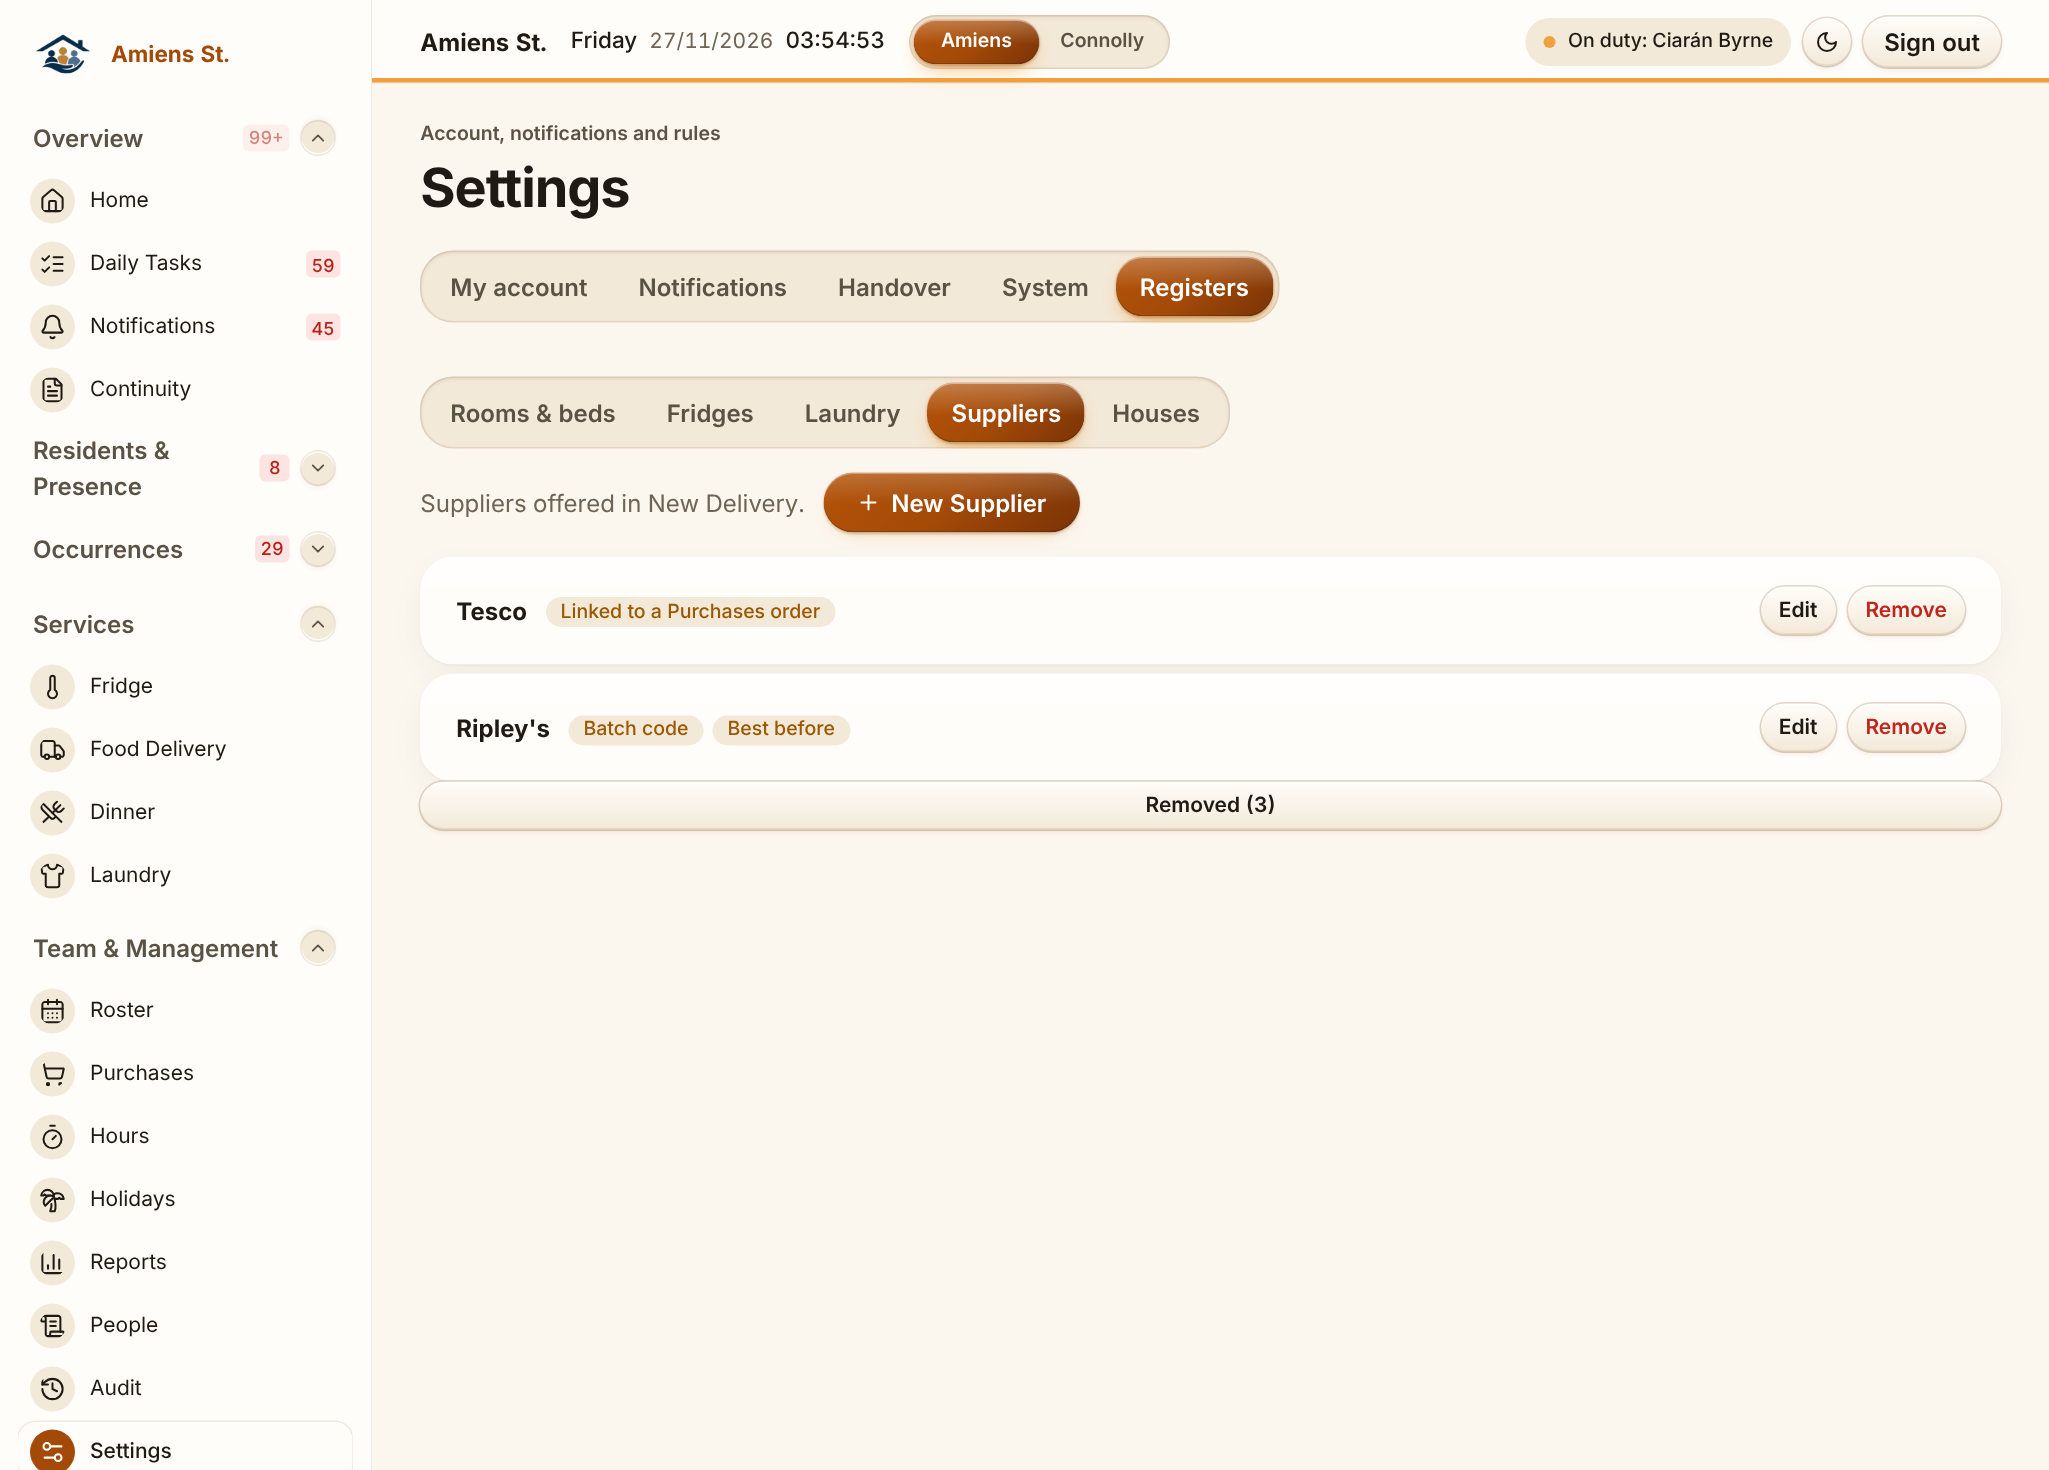 Amiens St.
Overview 99+
Home
Daily Tasks 59
Notifications 45
Continuity
Residents &
Presence 8
Occurrences 29
Services
Fridge
Food Delivery
Dinner
Laundry
Team & Management
Roster
Purchases
Hours
Holidays
Reports
People
Audit
Settings
Amiens St. Friday 27/11/2026 03:54:53 Amiens Connolly On duty: Ciarán Byrne Sign out
Account, notifications and rules
Settings
My account Notifications Handover System Registers
Rooms & beds Fridges Laundry Suppliers Houses
Suppliers offered in New Delivery. + New Supplier
Tesco Linked to a Purchases order Edit Remove
Ripley's Batch code Best before Edit Remove
Removed (3)